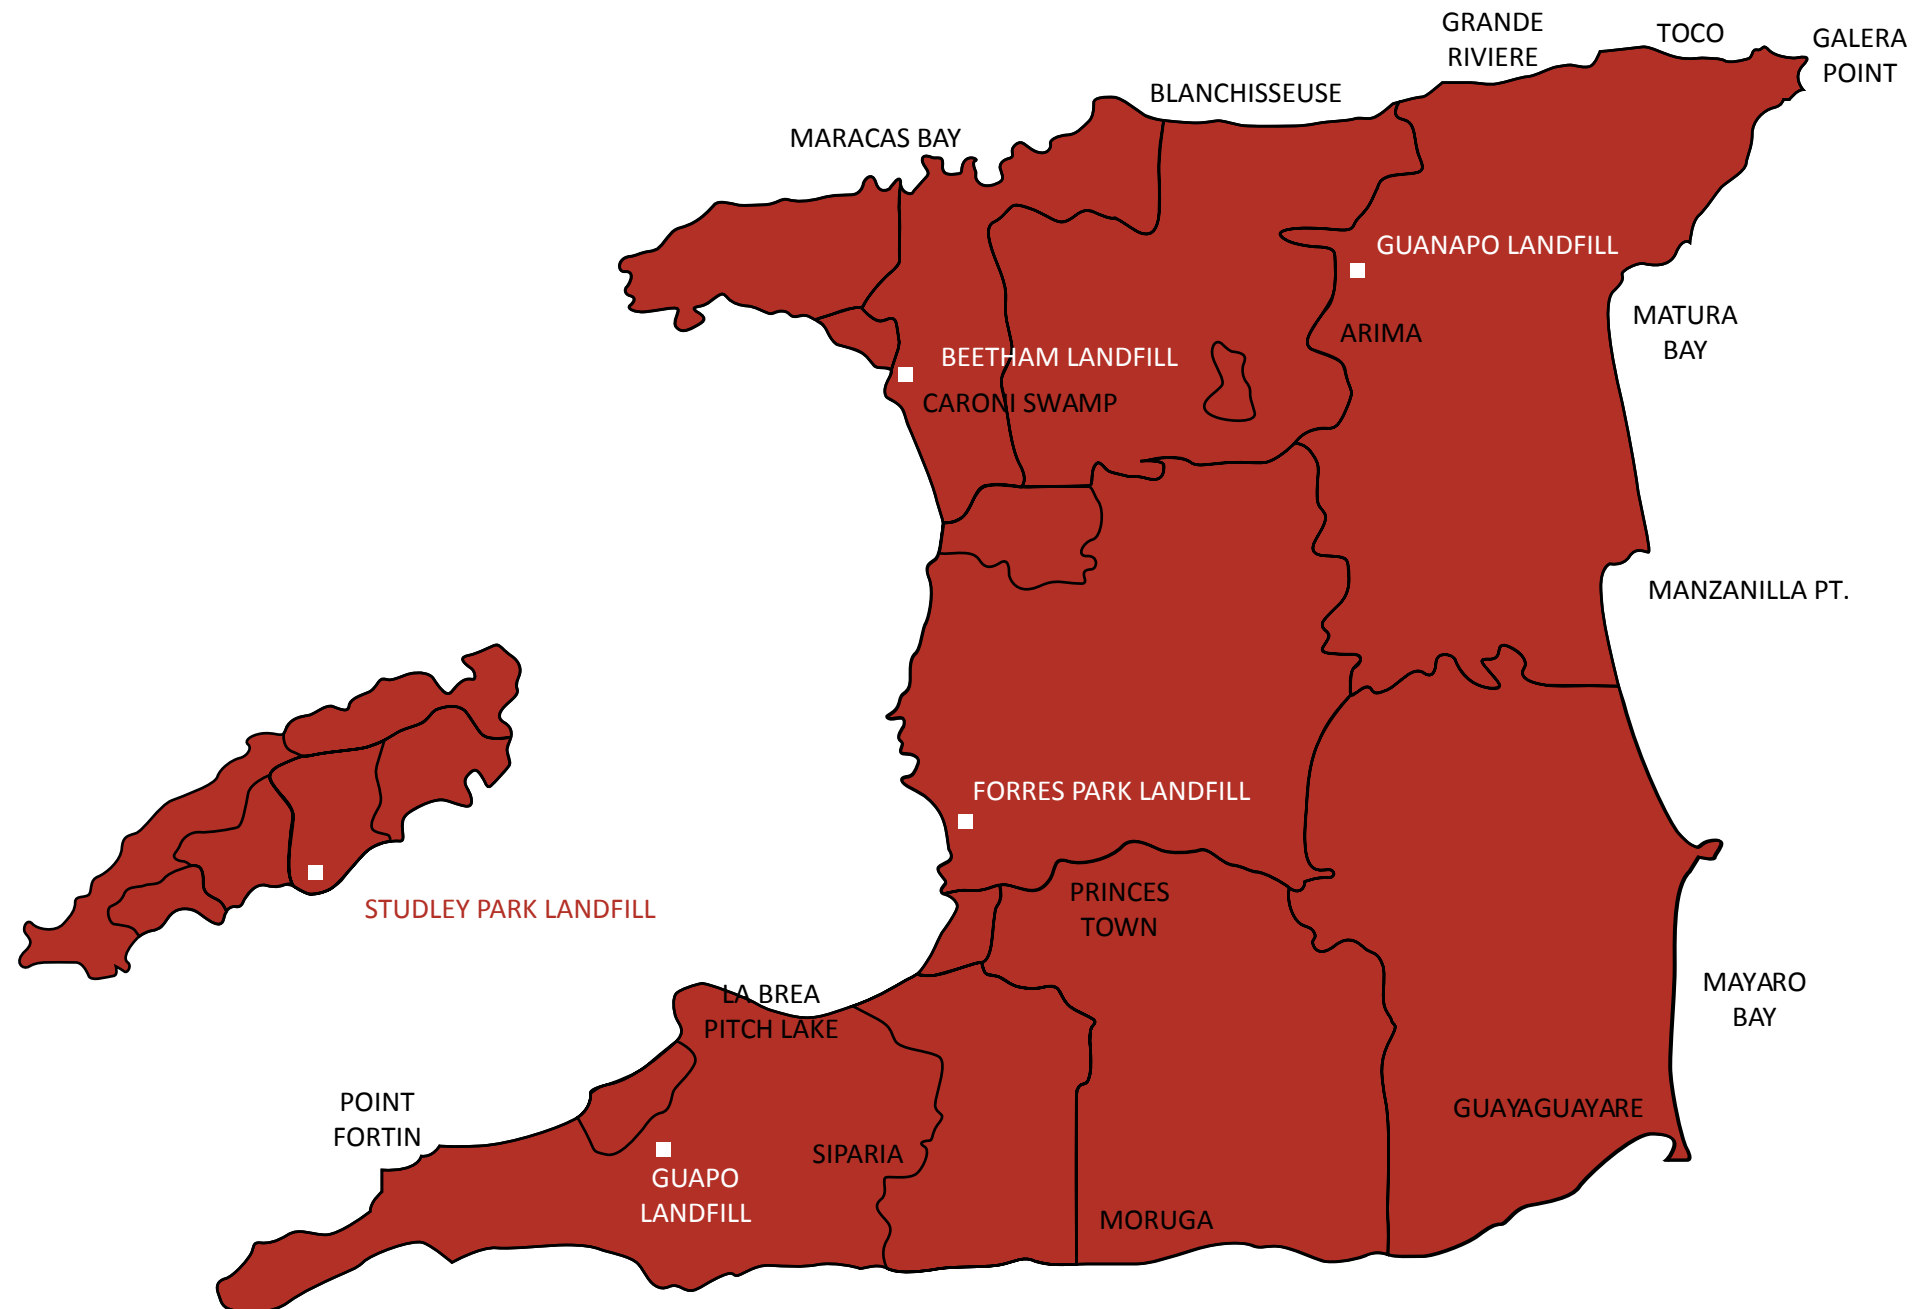 GRANDE
RIVIERE
TOCO
GALERA
POINT
BLANCHISSEUSE
MARACAS BAY
GUANAPO LANDFILL
MATURA
BAY
ARIMA
BEETHAM LANDFILL
CARONI SWAMP
MANZANILLA PT.
FORRES PARK LANDFILL
PRINCES
TOWN
STUDLEY PARK LANDFILL
MAYARO
BAY
LA BREA
PITCH LAKE
POINT
FORTIN
GUAYAGUAYARE
SIPARIA
GUAPO
LANDFILL
MORUGA